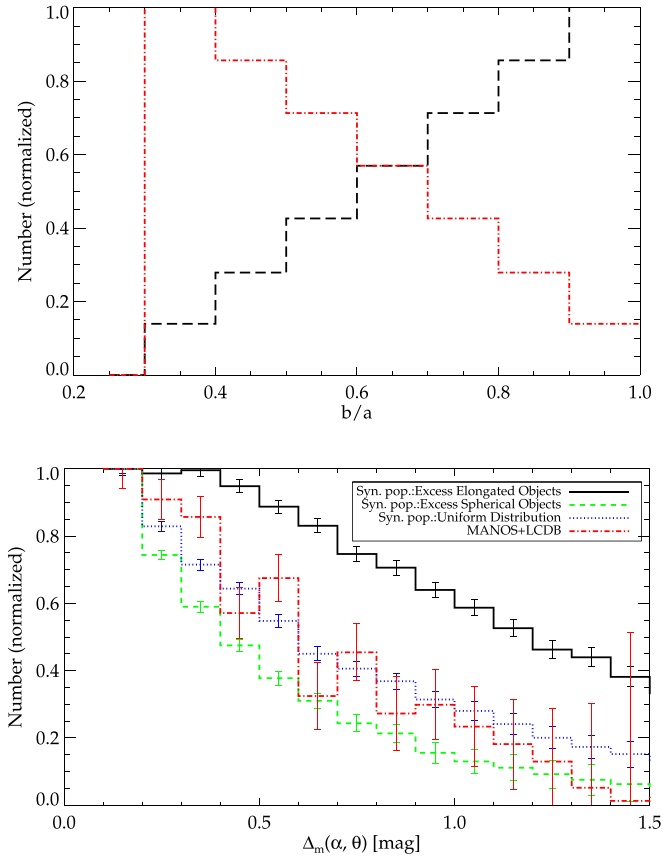 1.0
0.8
0.6
0.4
0.2
0.0
Number (normalized)
0.2 0.4 0.6 0.8 1.0
b/a
1.0
0.8
0.6
0.4
0.2
0.0
Number (normalized)
Syn. pop.:Excess Elongated Objects
Syn. pop.:Excess Spherical Objects
Syn. pop.:Uniform Distribution
MANOS+LCDB
0.0 0.5 1.0 1.5
Δm(α, θ) [mag]